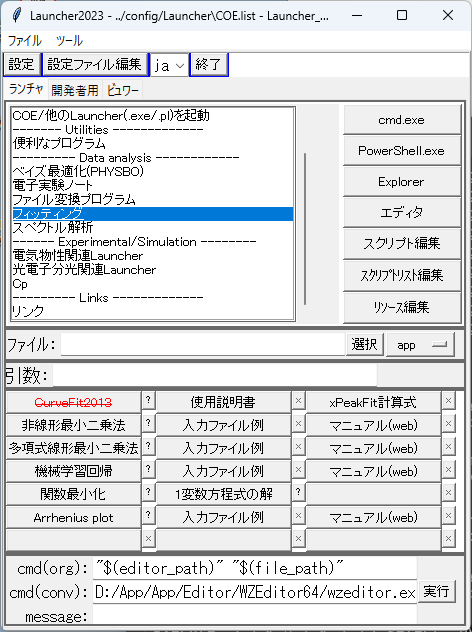 Launcher2023 - ../config/Launcher\COE.list - Launcher_...
ファイル ツール
設定 設定ファイル編集 ja 終了
ランチャ 開発者用 ビュワー
COE/他のLauncher(.exe/.pl)を起動
------- Utilities -------------
便利なプログラム
--------- Data analysis ------------
ベイズ最適化(PHYSBO)
電子実験ノート
ファイル変換プログラム
フィッティング
スペクトル解析
------ Experimental/Simulation --------
電気物性関連Launcher
光電子分光関連Launcher
Cp
--------- Links --------------
リンク
cmd.exe
PowerShell.exe
Explorer
エディタ
スクリプト編集
スクリプトリスト編集
リソース編集
ファイル: 選択 app
引数:
CurveFit2013 ? 使用説明書 × xPeakFit計算式 ×
非線形最小二乗法 ? 入力ファイル例 × マニュアル(web) ×
多項式線形最小二乗法 ? 入力ファイル例 × マニュアル(web) ×
機械学習回帰 ? 入力ファイル例 × マニュアル(web) ×
関数最小化 ? 1変数方程式の解 ? ×
Arrhenius plot ? 入力ファイル例 × マニュアル(web) ×
× × ×
cmd(org): "$(editor_path)" "$(file_path)"
cmd(conv): D:/App/App/Editor/WZEditor64/wzeditor.ex 実行
message: